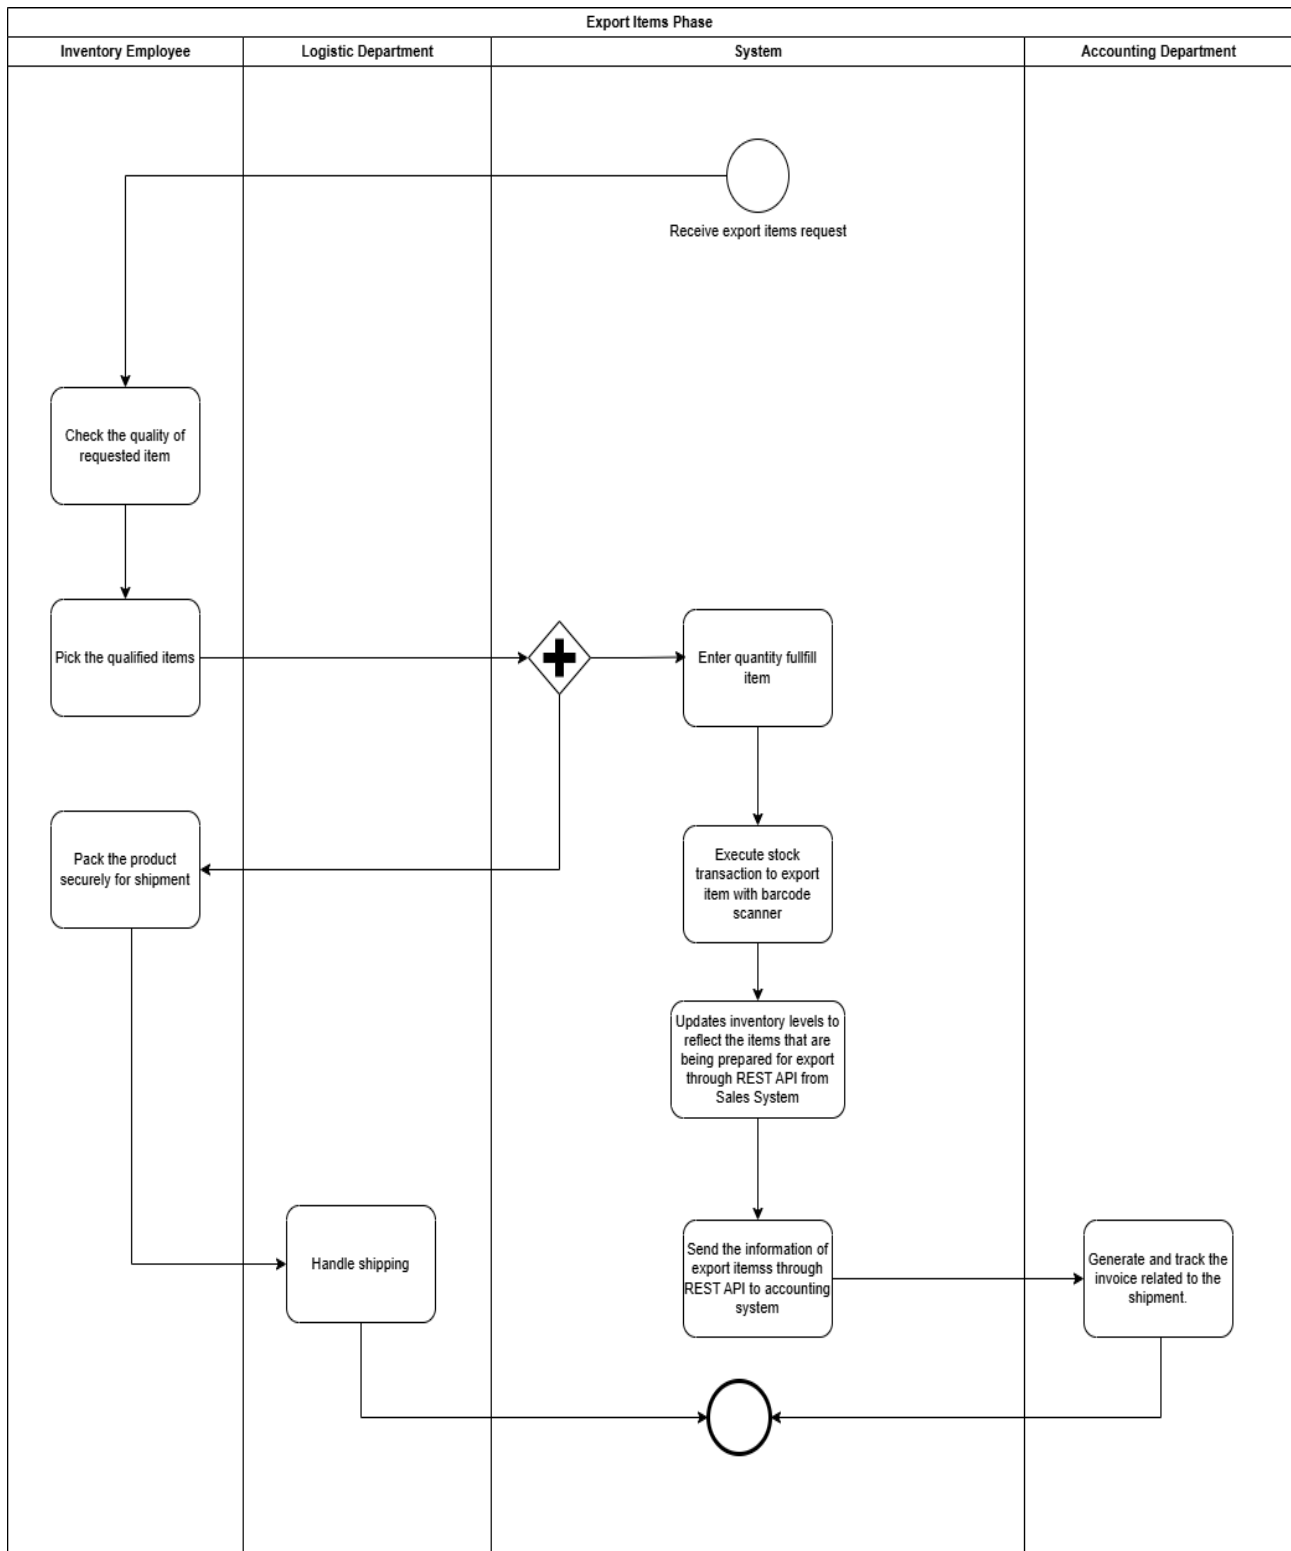 Export Items Phase
Inventory Employee
Logistic Department
System
Accounting Department
Receive export items request
Check the quality of
requested item
Pick the qualified items
Enter quantity fullfill
item
Pack the product
securely for shipment
Execute stock
transaction to export
item with barcode
scanner
Updates inventory levels to
reflect the items that are
being prepared for export
through REST API from
Sales System
Handle shipping
Send the information of
export itemss through
REST API to accounting
system
Generate and track the
invoice related to the
shipment.